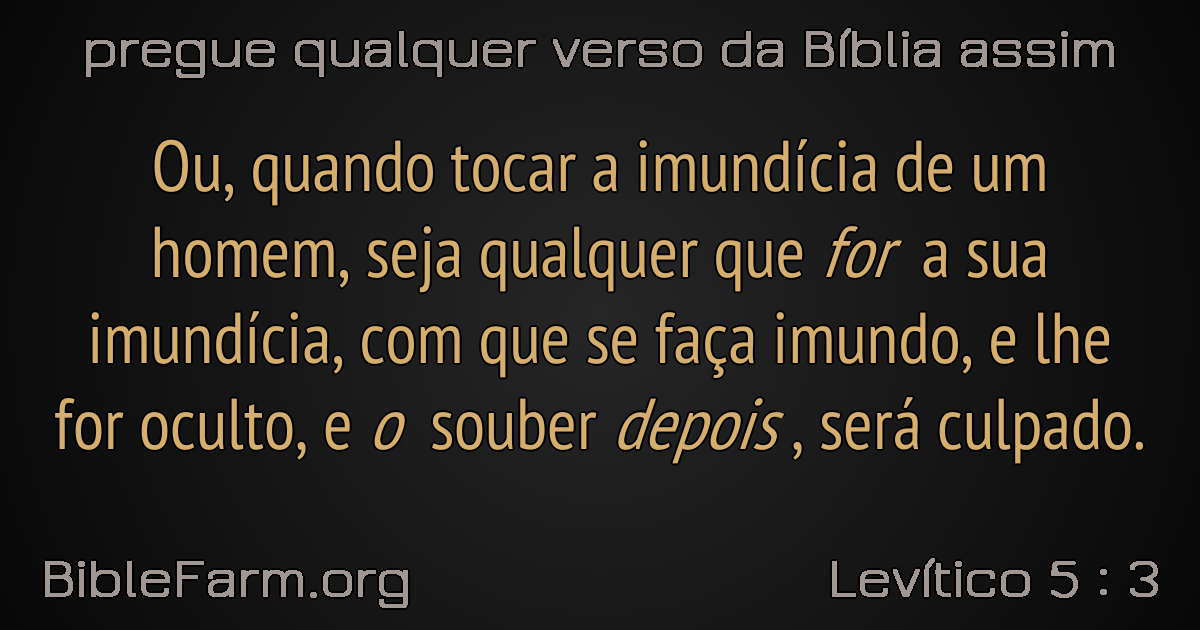 pregue qualquer verso da Bíblia assim
Ou, quando tocar a imundícia de um
homem, seja qualquer que for a sua
imundícia, com que se faça imundo, e lhe
for oculto, e o souber depois , será culpado.
BibleFarm.org
Levítico 5 : 3